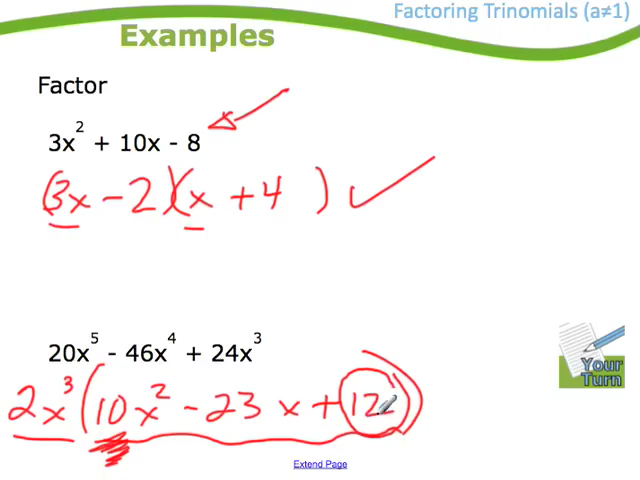 Factoring Trinomials (a≠1)
Examples
Factor
3x² + 10x - 8
(3x - 2)(x + 4)
20x⁵ - 46x⁴ + 24x³
2x³(10x² - 23x + 12)
Your
Turn
Extend Page